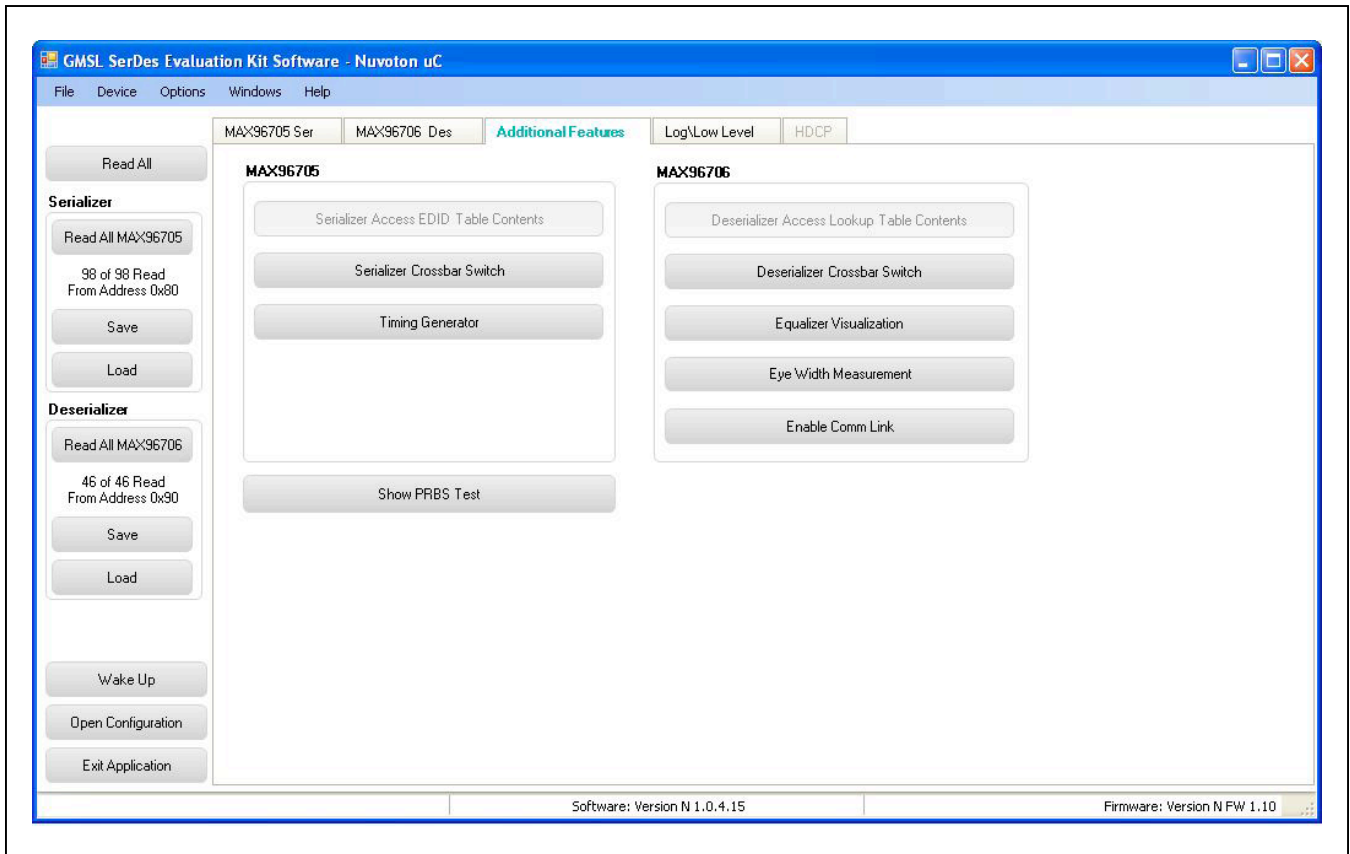 GMSL SerDes Evaluation Kit Software - Nuvoton uC
File Device Options Windows Help
MAX96705 Ser MAX96706 Des Additional Features Log\Low Level HDCP
Read All
Serializer
Read All MAX96705
98 of 98 Read
From Address 0x80
Save
Load
Deserializer
Read All MAX96706
46 of 46 Read
From Address 0x90
Save
Load
Wake Up
Open Configuration
Exit Application
MAX96705
Serializer Access EDID Table Contents
Serializer Crossbar Switch
Timing Generator
Show PRBS Test
MAX96706
Deserializer Access Lookup Table Contents
Deserializer Crossbar Switch
Equalizer Visualization
Eye Width Measurement
Enable Comm Link
Software: Version N 1.0.4.15
Firmware: Version N FW 1.10